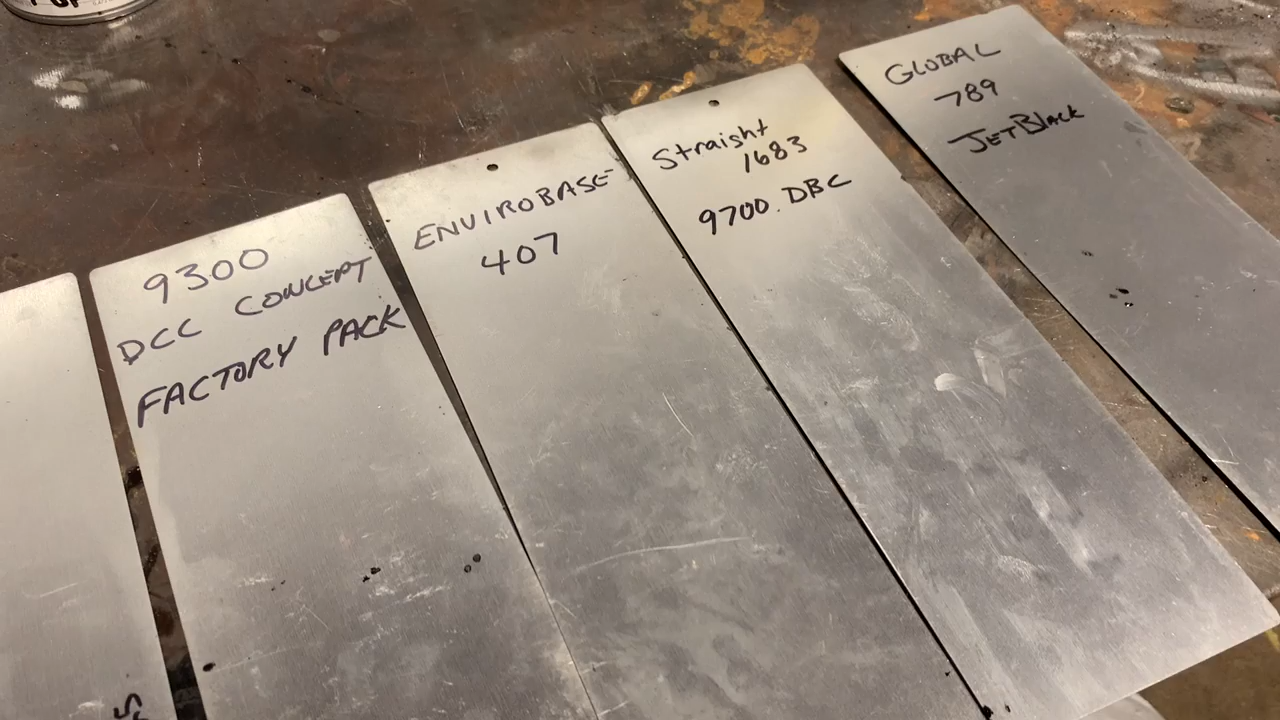 9300
DCC CONCEPT
FACTORY PACK
ENVIROBASE
407
Straight
1683
9700.DBC
GLOBAL
789
JETBLACK